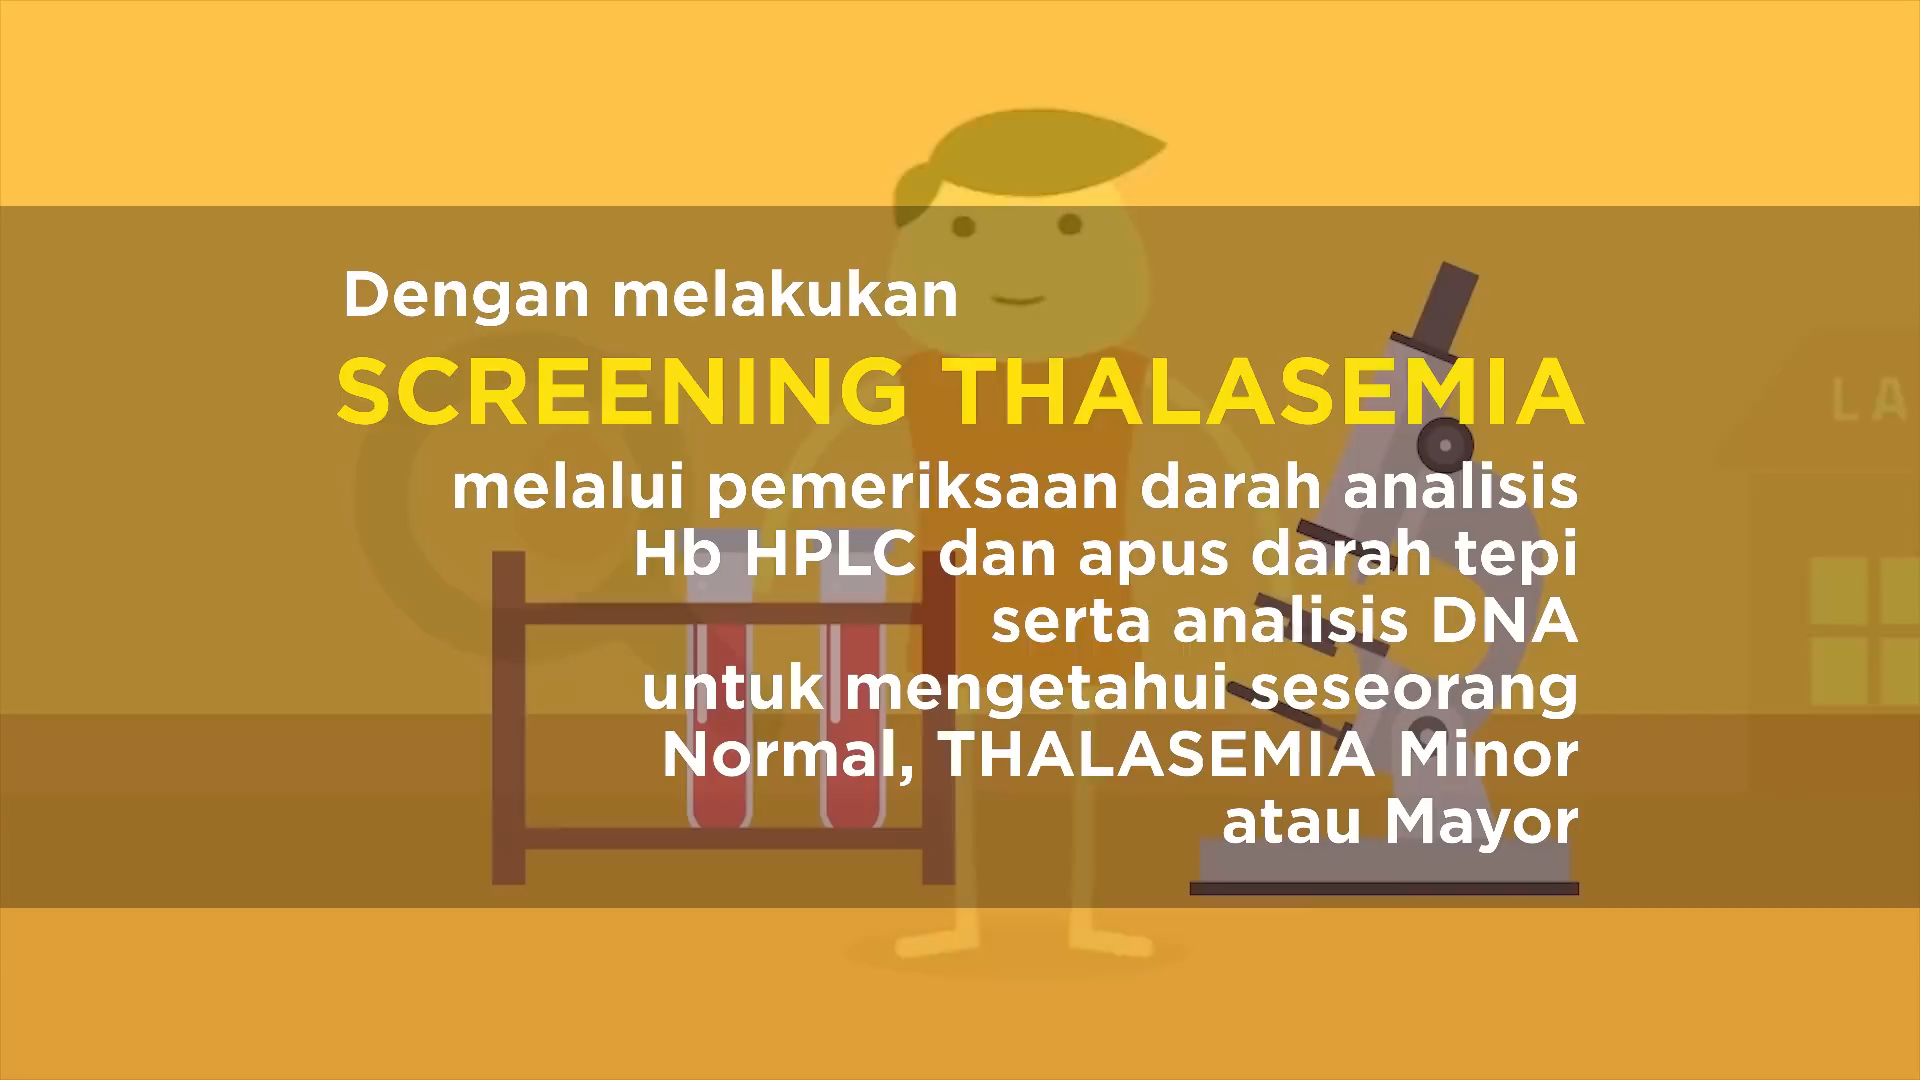 Dengan melakukan
SCREENING THALASEMIA
melalui pemeriksaan darah analisis
Hb HPLC dan apus darah tepi
serta analisis DNA
untuk mengetahui seseorang
Normal, THALASEMIA Minor
atau Mayor
LA